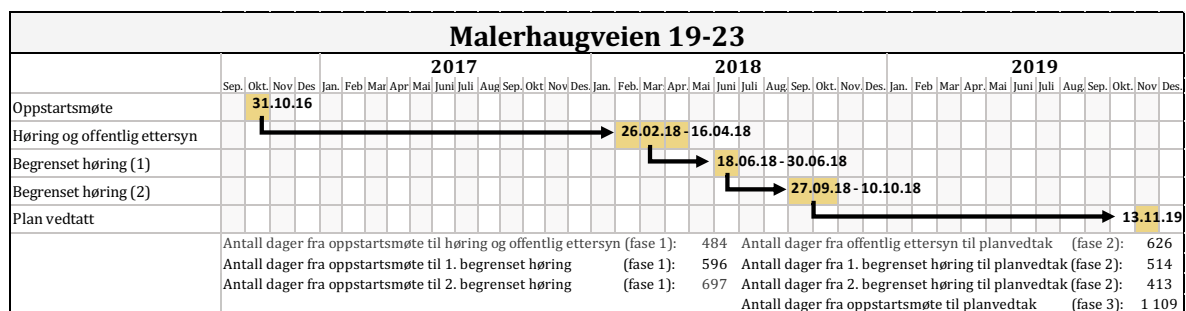 Malerhaugveien 19-23
2017 2018 2019
Sep. Okt. Nov Des Jan. Feb Mar Apr Mai Juni Juli Aug Sep. Okt Nov Des. Jan. Feb. Mar. Apr. Mai Juni Juli Aug. Sep. Okt. Nov. Des. Jan. Feb Mar Apr Mai Juni Juli Aug Sep. Okt. Nov Des.
Oppstartsmøte 31.10.16
Høring og offentlig ettersyn 26.02.18 - 16.04.18
Begrenset høring (1) 18.06.18 - 30.06.18
Begrenset høring (2) 27.09.18 - 10.10.18
Plan vedtatt 13.11.19
Antall dager fra oppstartsmøte til høring og offentlig ettersyn (fase 1): 484 Antall dager fra offentlig ettersyn til planvedtak (fase 2): 626
Antall dager fra oppstartsmøte til 1. begrenset høring (fase 1): 596 Antall dager fra 1. begrenset høring til planvedtak (fase 2): 514
Antall dager fra oppstartsmøte til 2. begrenset høring (fase 1): 697 Antall dager fra 2. begrenset høring til planvedtak (fase 2): 413
Antall dager fra oppstartsmøte til planvedtak (fase 3): 1 109